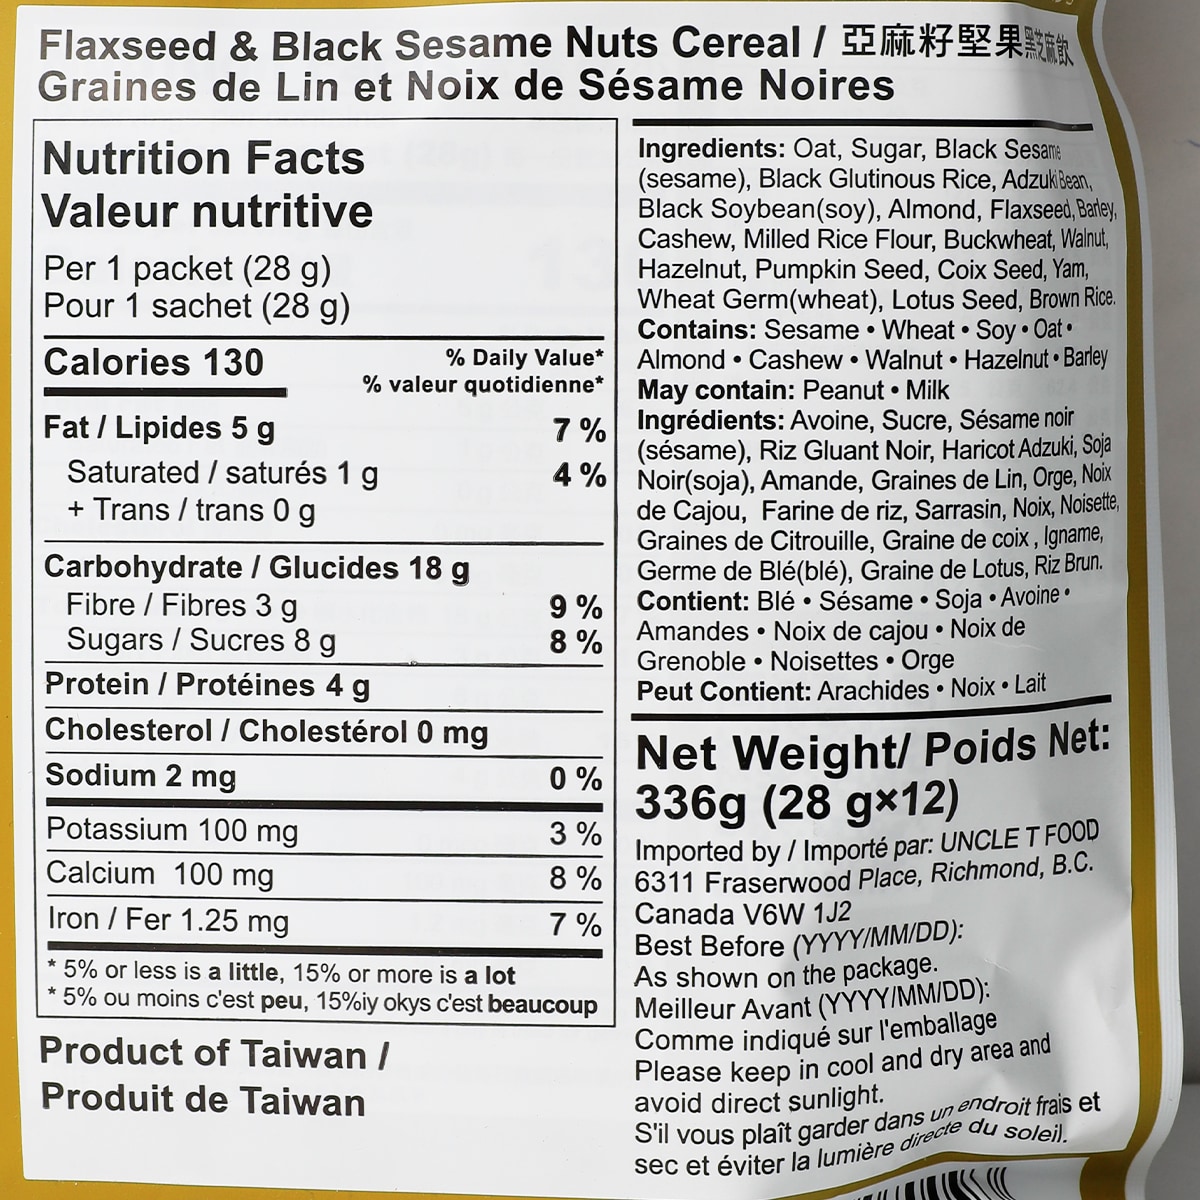 Flaxseed & Black Sesame Nuts Cereal / 亞麻籽堅果黑芝麻飲
Graines de Lin et Noix de Sésame Noires
Nutrition Facts
Valeur nutritive
Per 1 packet (28 g)
Pour 1 sachet (28 g)
Calories 130
% Daily Value*
% valeur quotidienne*
Fat / Lipides 5 g 7 %
Saturated / saturés 1 g 4 %
+ Trans / trans 0 g
Carbohydrate / Glucides 18 g
Fibre / Fibres 3 g 9 %
Sugars / Sucres 8 g 8 %
Protein / Protéines 4 g
Cholesterol / Cholestérol 0 mg
Sodium 2 mg 0 %
Potassium 100 mg 3 %
Calcium 100 mg 8 %
Iron / Fer 1.25 mg 7 %
* 5% or less is a little, 15% or more is a lot
* 5% ou moins c'est peu, 15%iy okys c'est beaucoup
Product of Taiwan /
Produit de Taiwan
Ingredients: Oat, Sugar, Black Sesame
(sesame), Black Glutinous Rice, Adzuki Bean,
Black Soybean(soy), Almond, Flaxseed, Barley,
Cashew, Milled Rice Flour, Buckwheat, Walnut,
Hazelnut, Pumpkin Seed, Coix Seed, Yam,
Wheat Germ(wheat), Lotus Seed, Brown Rice.
Contains: Sesame • Wheat • Soy • Oat •
Almond • Cashew • Walnut • Hazelnut • Barley
May contain: Peanut • Milk
Ingrédients: Avoine, Sucre, Sésame noir
(sésame), Riz Gluant Noir, Haricot Adzuki, Soja
Noir(soja), Amande, Graines de Lin, Orge, Noix
de Cajou, Farine de riz, Sarrasin, Noix, Noisette,
Graines de Citrouille, Graine de coix , Igname,
Germe de Blé(blé), Graine de Lotus, Riz Brun.
Contient: Blé • Sésame • Soja • Avoine •
Amandes • Noix de cajou • Noix de
Grenoble • Noisettes • Orge
Peut Contient: Arachides • Noix • Lait
Net Weight/ Poids Net:
336g (28 g×12)
Imported by / Importé par: UNCLE T FOOD
6311 Fraserwood Place, Richmond, B.C.
Canada V6W 1J2
Best Before (YYYY/MM/DD):
As shown on the package.
Meilleur Avant (YYYY/MM/DD):
Comme indiqué sur l'emballage
Please keep in cool and dry area and
avoid direct sunlight.
S'il vous plaît garder dans un endroit frais et
sec et éviter la lumière directe du soleil.